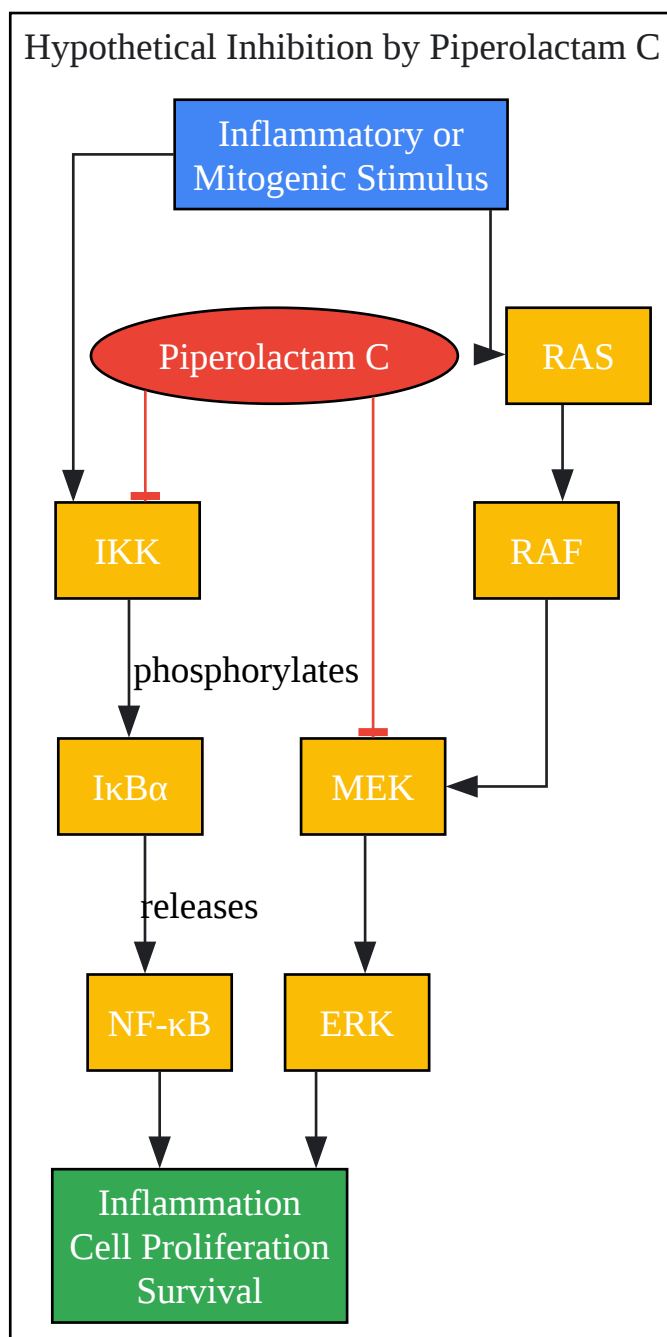 Hypothetical Inhibition by Piperolactam C
Inflammatory or
Mitogenic Stimulus
Piperolactam C
RAS
IKK
RAF
phosphorylates
IκBα
MEK
releases
NF-κB
ERK
Inflammation
Cell Proliferation
Survival